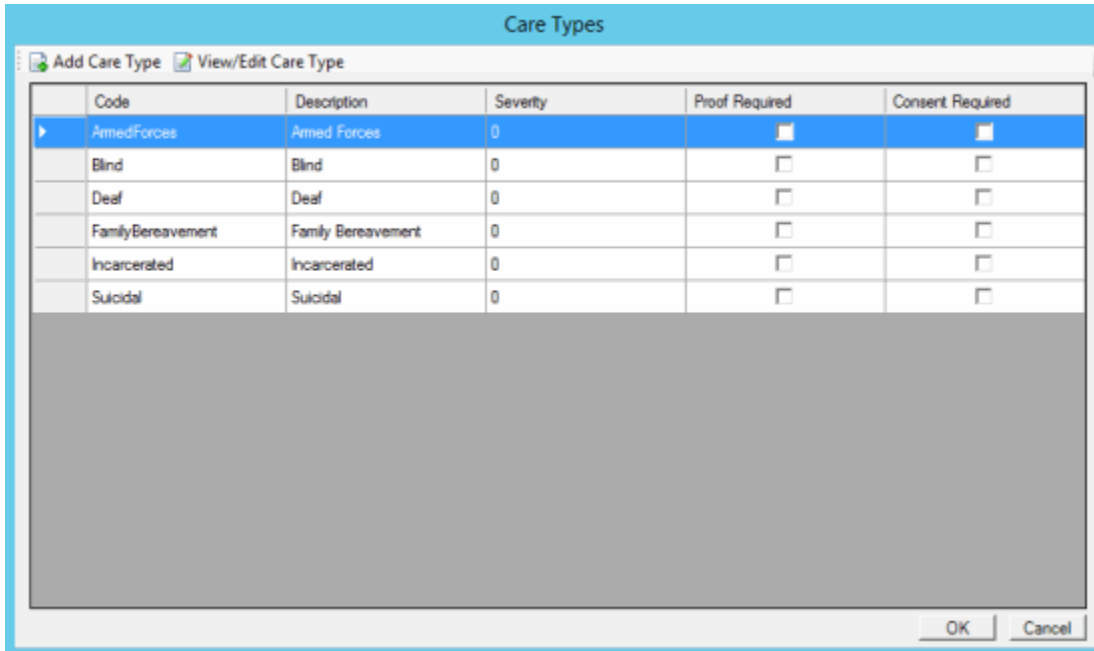 Care Types
Add Care Type View/Edit Care Type
Code Description Severity Proof Required Consent Required
ArmedForces Armed Forces 0
Blind Blind 0
Deaf Deaf 0
FamilyBereavement Family Bereavement 0
Incarcerated Incarcerated 0
Suicidal Suicidal 0
OK Cancel